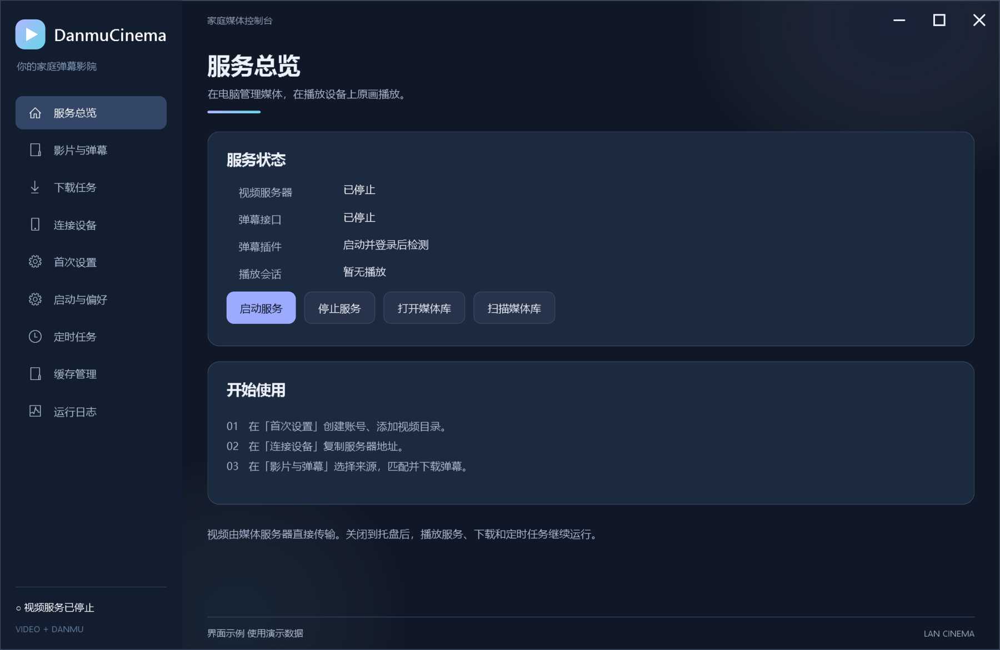 DanmuCinema
你的家庭弹幕影院
服务总览
影片与弹幕
下载任务
连接设备
首次设置
启动与偏好
定时任务
缓存管理
运行日志
视频服务已停止
VIDEO + DANMU
家庭媒体控制台
服务总览
在电脑管理媒体，在播放设备上原画播放。
服务状态
视频服务器 已停止
弹幕接口 已停止
弹幕插件 启动并登录后检测
播放会话 暂无播放
启动服务 停止服务 打开媒体库 扫描媒体库
开始使用
01 在「首次设置」创建账号、添加视频目录。
02 在「连接设备」复制服务器地址。
03 在「影片与弹幕」选择来源，匹配并下载弹幕。
视频由媒体服务器直接传输。关闭到托盘后，播放服务、下载和定时任务继续运行。
界面示例 使用演示数据
LAN CINEMA